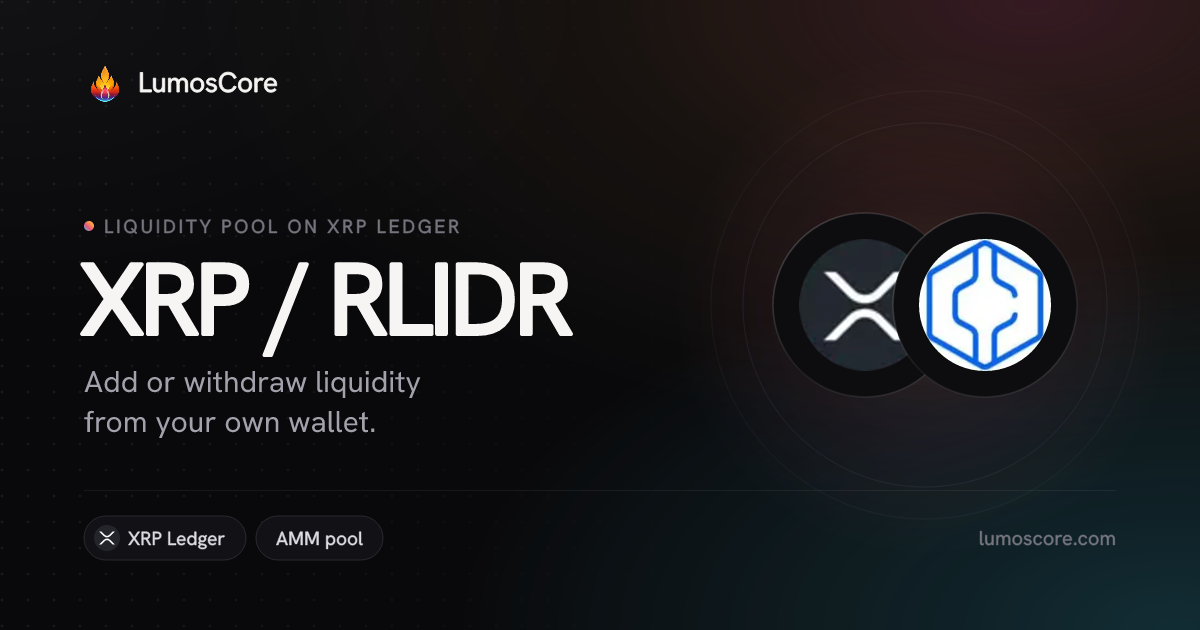 LumosCore
LIQUIDITY POOL ON XRP LEDGER
XRP / RLIDR
Add or withdraw liquidity
from your own wallet.
XRP Ledger
AMM pool
lumoscore.com